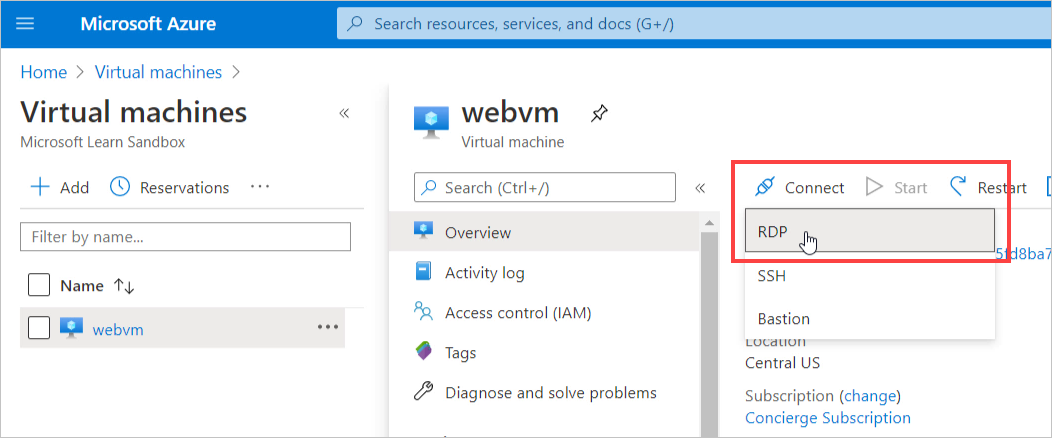 Microsoft Azure
Search resources, services, and docs (G+/)
Home > Virtual machines >
Virtual machines
Microsoft Learn Sandbox
Add
Reservations
Filter by name...
Name
webvm
webvm
Virtual machine
Search (Ctrl+/)
Overview
Activity log
Access control (IAM)
Tags
Diagnose and solve problems
Connect
Start
Restart
RDP
SSH
Bastion
5fd8ba7
Location
Central US
Subscription (change)
Concierge Subscription